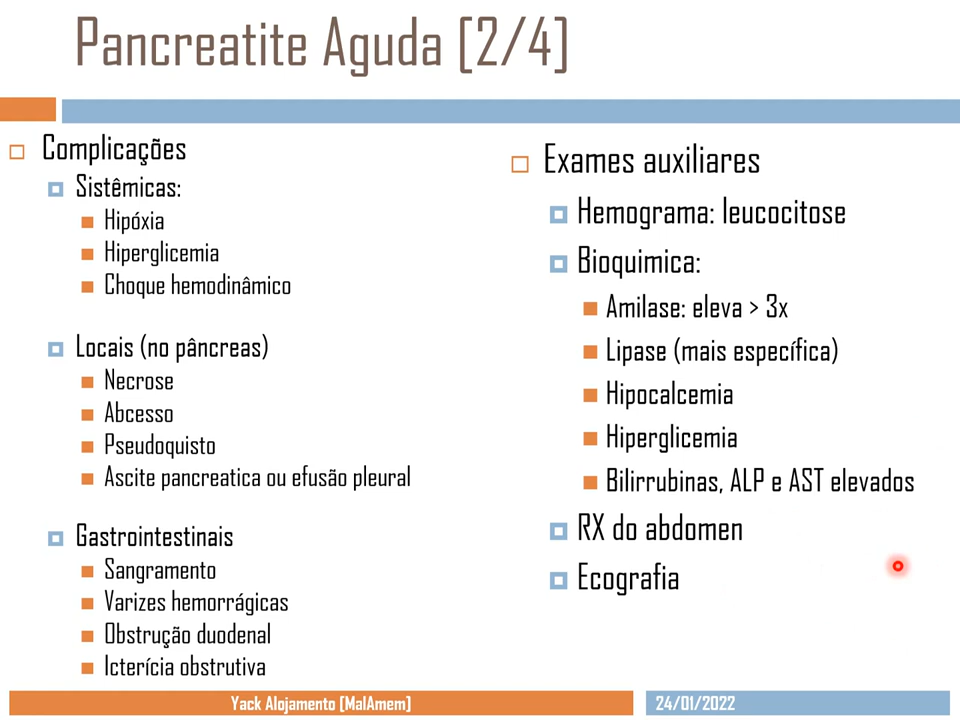 Pancreatite Aguda [2/4]
Complicações
Sistêmicas:
Hipóxia
Hiperglicemia
Choque hemodinâmico
Locais (no pâncreas)
Necrose
Abcesso
Pseudoquisto
Ascite pancreatica ou efusão pleural
Gastrointestinais
Sangramento
Varizes hemorrágicas
Obstrução duodenal
Icterícia obstrutiva
Exames auxiliares
Hemograma: leucocitose
Bioquimica:
Amilase: eleva > 3x
Lipase (mais específica)
Hipocalcemia
Hiperglicemia
Bilirrubinas, ALP e AST elevados
RX do abdomen
Ecografia
Yack Alojamento [MalAmem]
24/01/2022